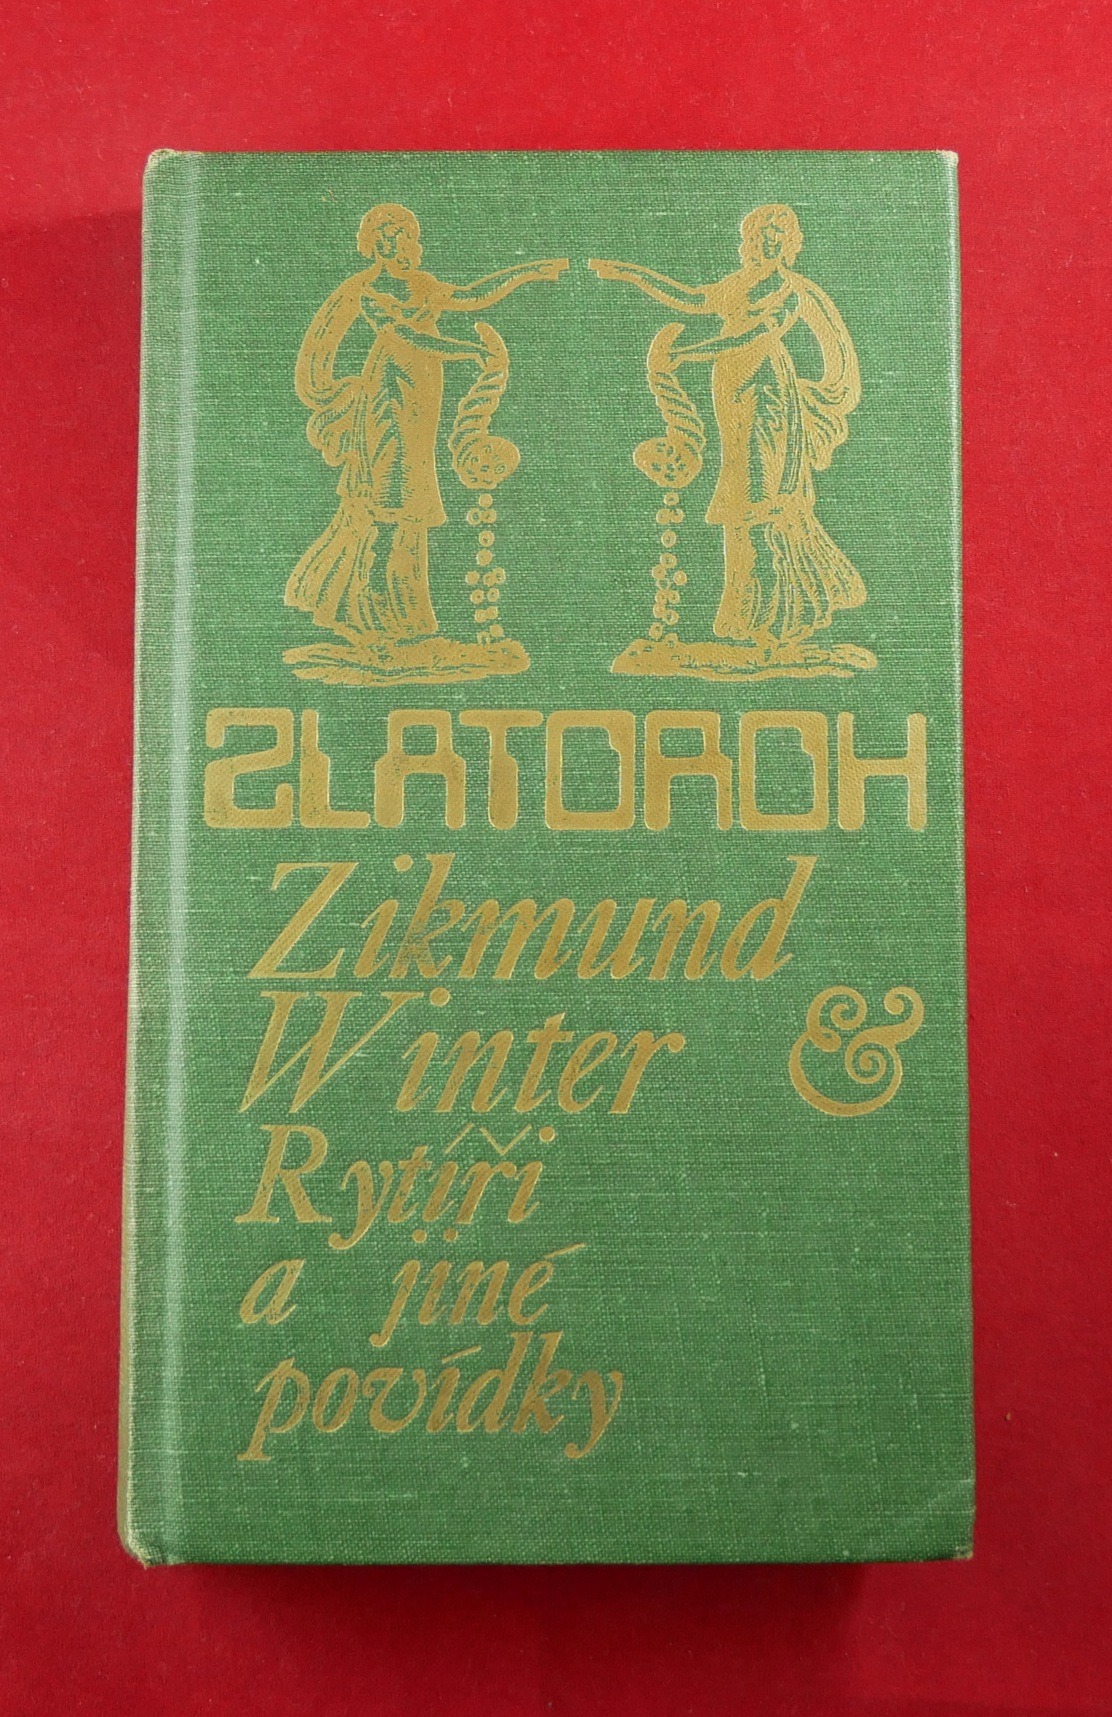 ZLATOROH
Zikmund
Winter &
Rytíři
a jiné
povídky